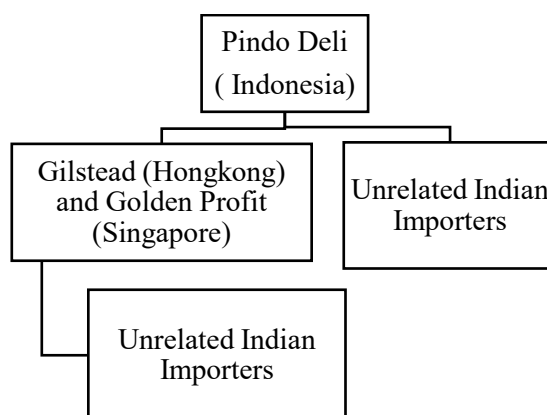 Pindo Deli
( Indonesia)
Gilstead (Hongkong)
and Golden Profit
(Singapore)
Unrelated Indian
Importers
Unrelated Indian
Importers